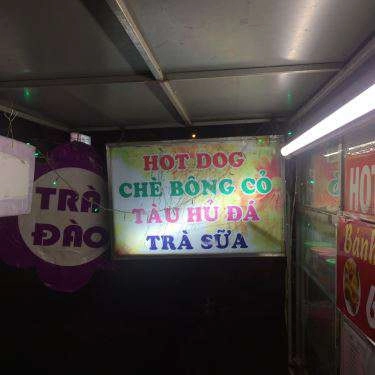 HOT DOG
CHÈ BÔNG CỎ
TÀU HỦ ĐÁ
TRÀ SỮA
TRÀ
ĐÀO
HOT
Bánh